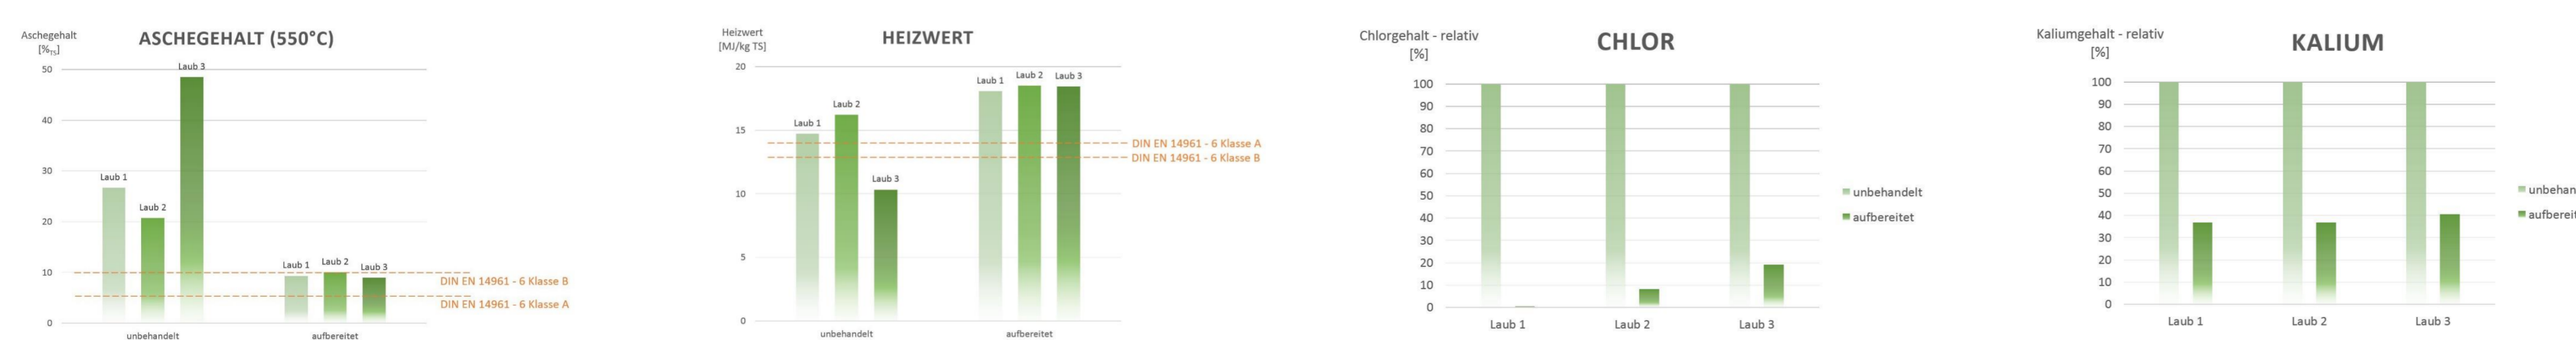 Aschegehalt
[%TS]
ASCHEGEHALT (550°C)
50
40
30
20
10
0
Laub 1
Laub 2
Laub 3
Laub 1
Laub 2
Laub 3
DIN EN 14961 - 6 Klasse B
DIN EN 14961 - 6 Klasse A
unbehandelt
aufbereitet
Heizwert
[MJ/kg TS]
HEIZWERT
20
15
10
5
0
Laub 1
Laub 2
Laub 3
Laub 1
Laub 2
Laub 3
DIN EN 14961 - 6 Klasse A
DIN EN 14961 - 6 Klasse B
unbehandelt
aufbereitet
Chlorgehalt - relativ
[%]
CHLOR
100
90
80
70
60
50
40
30
20
10
0
Laub 1
Laub 2
Laub 3
unbehandelt
aufbereitet
Kaliumgehalt - relativ
[%]
KALIUM
100
90
80
70
60
50
40
30
20
10
0
Laub 1
Laub 2
Laub 3
unbehan
aufbereit